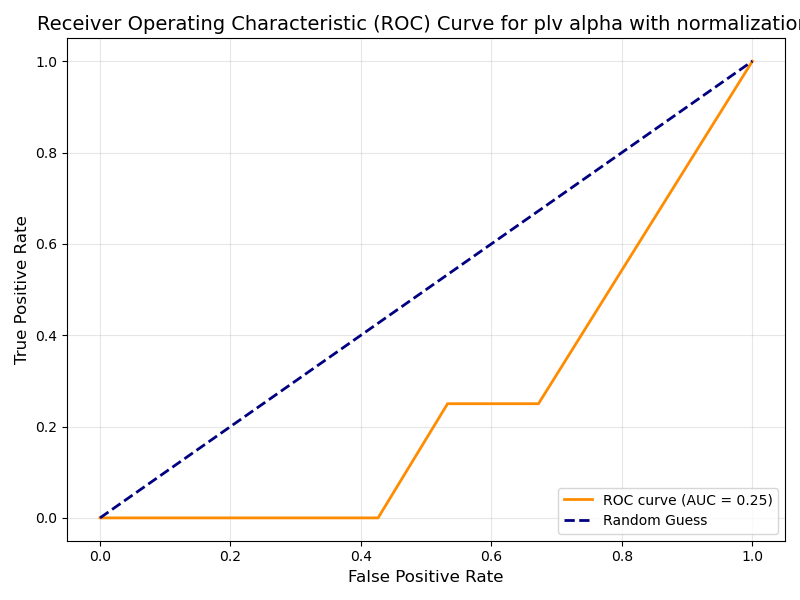 Receiver Operating Characteristic (ROC) Curve for plv alpha with normalization
True Positive Rate
1.0
0.8
0.6
0.4
0.2
0.0
ROC curve (AUC = 0.25)
Random Guess
0.0 0.2 0.4 0.6 0.8 1.0
False Positive Rate